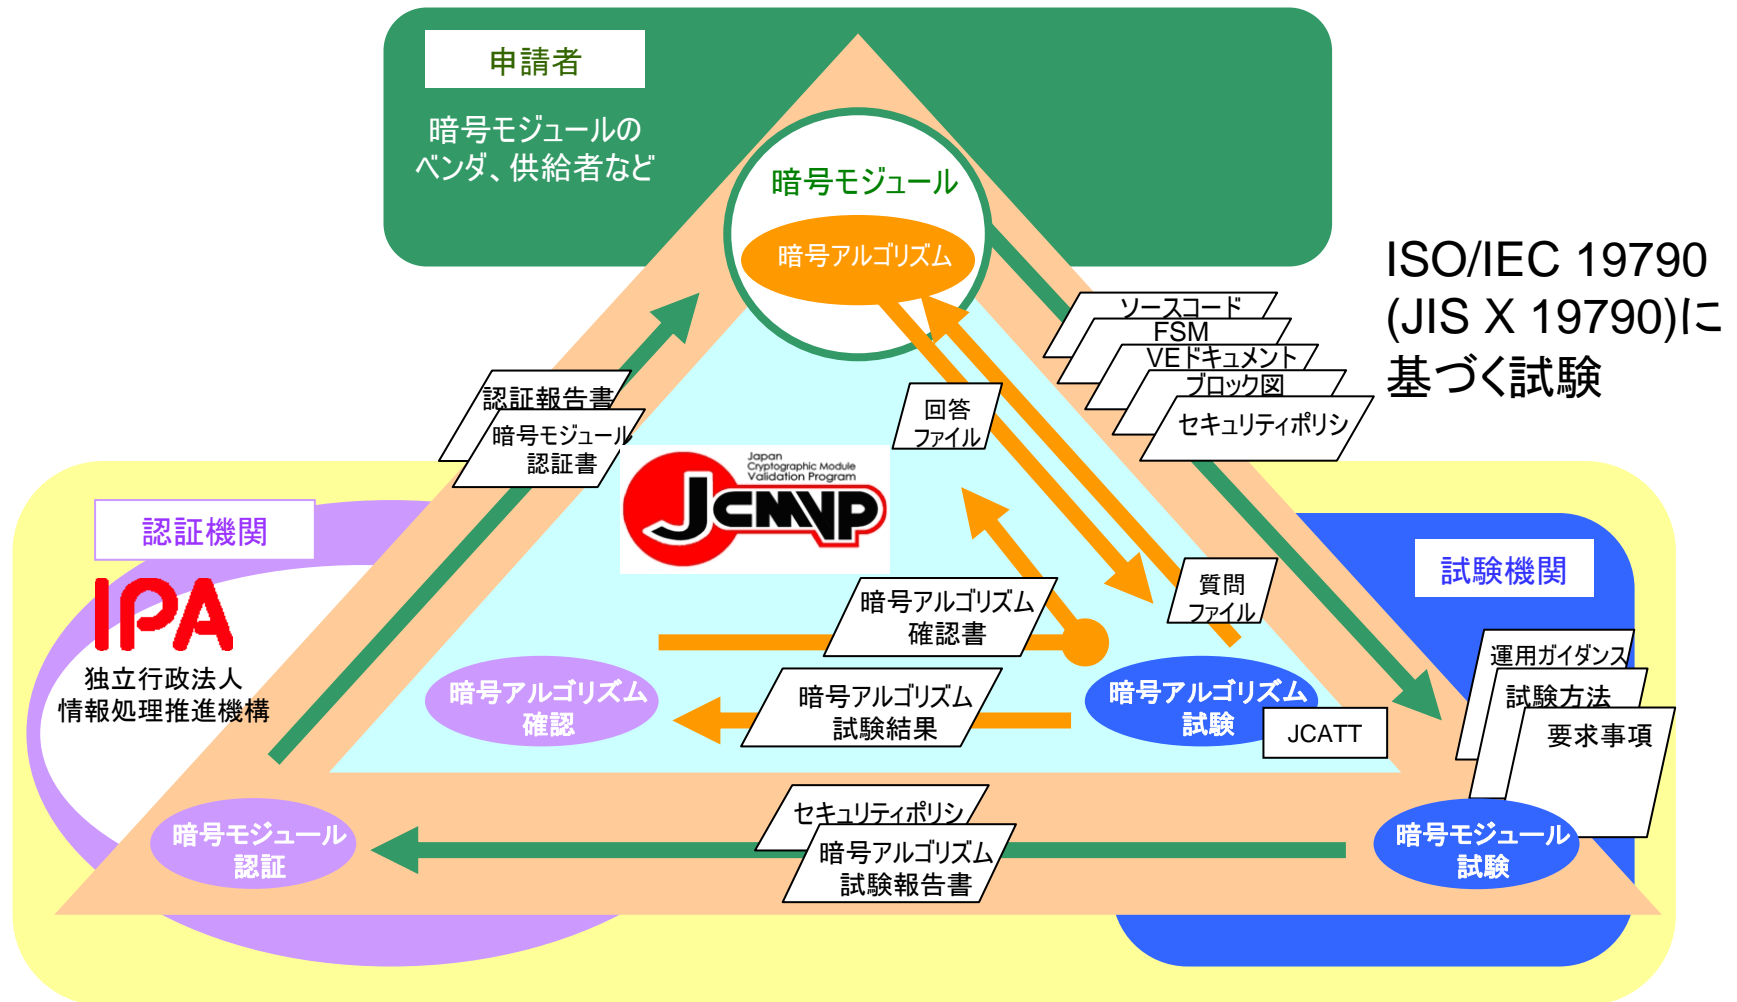 申請者
暗号モジュールの
ベンダ、供給者など
暗号モジュール
暗号アルゴリズム
ISO/IEC 19790
(JIS X 19790)に
基づく試験
ソースコード
FSM
VEドキュメント
ブロック図
セキュリティポリシ
認証報告書
暗号モジュール
認証書
回答
ファイル
Japan
Cryptographic Module
Validation Program
JCMVP
認証機関
IPA
独立行政法人
情報処理推進機構
試験機関
質問
ファイル
暗号アルゴリズム
確認書
運用ガイダンス
試験方法
要求事項
暗号アルゴリズム
確認
暗号アルゴリズム
試験結果
暗号アルゴリズム
試験
JCATT
セキュリティポリシ
暗号アルゴリズム
試験報告書
暗号モジュール
認証
暗号モジュール
試験